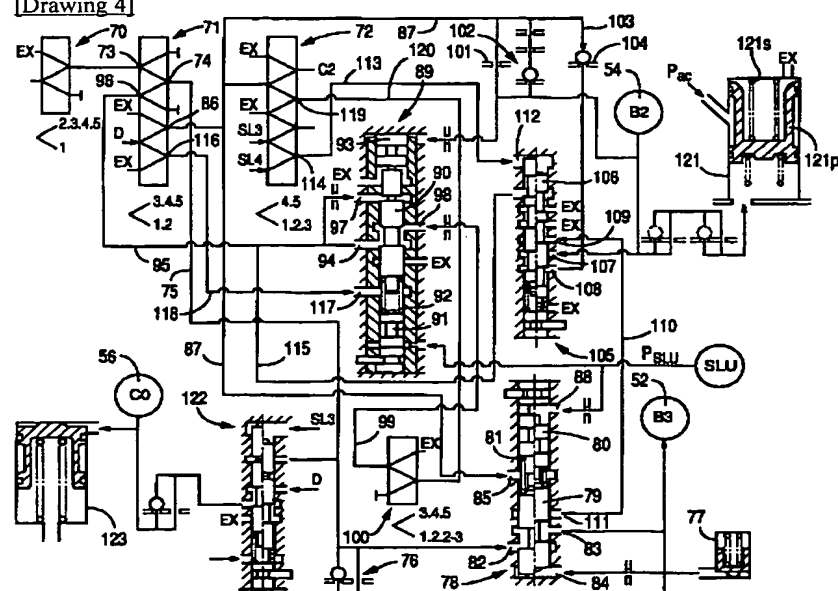 [Drawing 4]
70
71
72
87
102
103
EX
73
74
EX
101
104
54
121s
EX
C2
113
120
89
Pac
98
EX
86
EX
119
93
112
B2
D
116
SL3
90
106
EX
SL4
EX
EX
121
121p
2.3.4.5
1
114
97
98
EX
109
3.4.5
1.2
4.5
1.2.3
94
EX
107
95
108
75
117
92
EX
118
91
110
56
87
115
105
PSLU
SLU
122
88
52
C0
SL3
99
EX
81
80
B3
D
85
79
EX
100
3.4.5
1.2.2-3
111
77
83
123
76
82
78
84